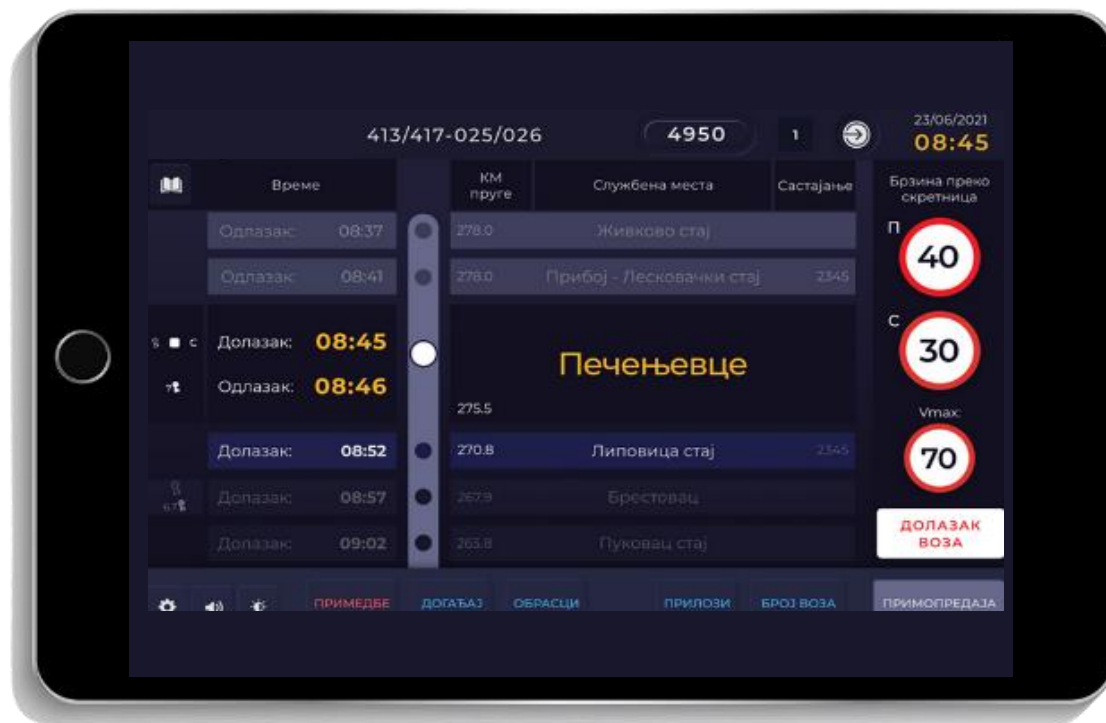 413/417-025/026 4950 1 23/06/2021
08:45
Време КМ пруге Службена места Састајање Брзина преко скретница
Одлазак: 08:37 278.0 Живково стај
П 40
Одлазак: 08:41 278.0 Прибој - Лесковачки стај 2345
С Долазак: 08:45
7 Одлазак: 08:46
Печењевце
275.5
С 30
Vmax:
70
Долазак: 08:52 270.8 Липовица стај 2345
Долазак: 08:57 267.9 Брестовац
Долазак: 09:02 263.8 Пуковац стај
ДОЛАЗАК
ВОЗА
ПРИМЕДБЕ ДОГАЂАЈ ОБРАСЦИ ПРИЛОЗИ БРОЈ ВОЗА ПРИМОПРЕДАЈА